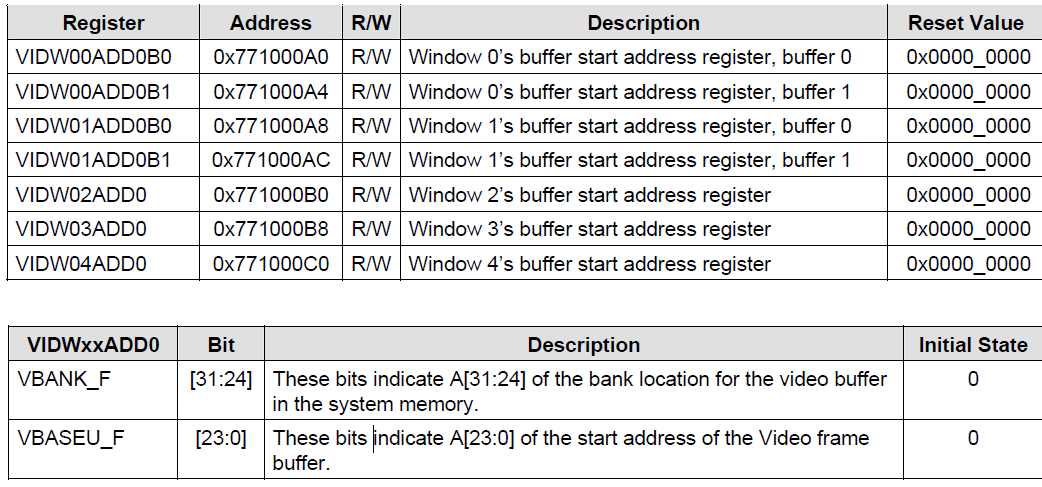 Register Address R/W Description Reset Value
VIDW00ADD0B0 0x771000A0 R/W Window 0's buffer start address register, buffer 0 0x0000_0000
VIDW00ADD0B1 0x771000A4 R/W Window 0's buffer start address register, buffer 1 0x0000_0000
VIDW01ADD0B0 0x771000A8 R/W Window 1's buffer start address register, buffer 0 0x0000_0000
VIDW01ADD0B1 0x771000AC R/W Window 1's buffer start address register, buffer 1 0x0000_0000
VIDW02ADD0 0x771000B0 R/W Window 2's buffer start address register 0x0000_0000
VIDW03ADD0 0x771000B8 R/W Window 3's buffer start address register 0x0000_0000
VIDW04ADD0 0x771000C0 R/W Window 4's buffer start address register 0x0000_0000
VIDWxxADD0 Bit Description Initial State
VBANK_F [31:24] These bits indicate A[31:24] of the bank location for the video buffer 0
in the system memory.
VBASEU_F [23:0] These bits indicate A[23:0] of the start address of the Video frame 0
buffer.